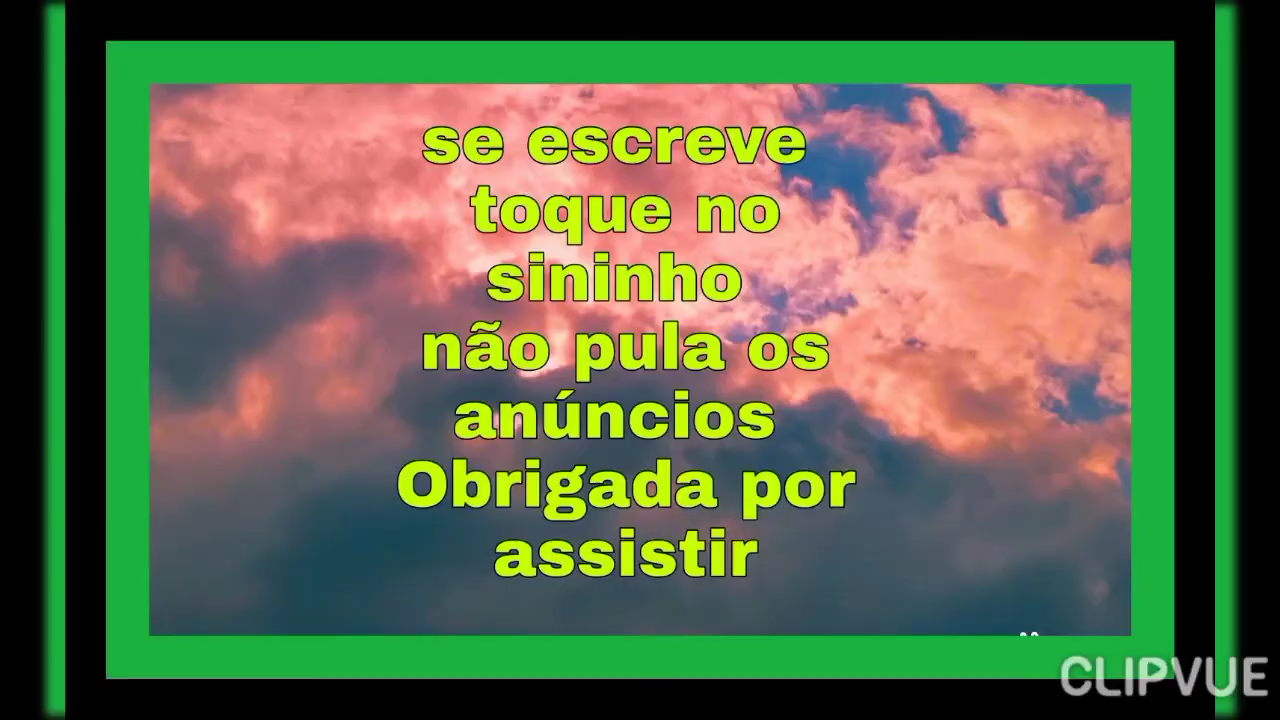 se escreve
toque no
sininho
não pula os
anúncios
Obrigada por
assistir
CLIPVUE